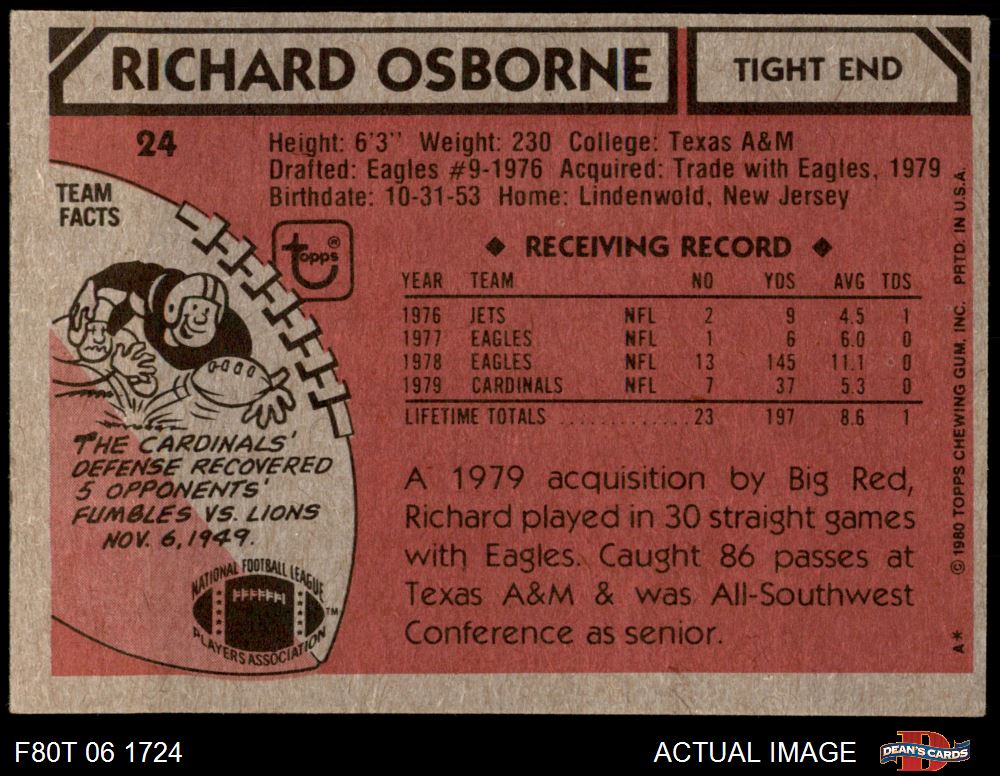 RICHARD OSBORNE
TIGHT END
24
Height: 6'3'' Weight: 230 College: Texas A&M
Drafted: Eagles #9-1976 Acquired: Trade with Eagles, 1979
Birthdate: 10-31-53 Home: Lindenwold, New Jersey
TEAM
FACTS
topps®
◆ RECEIVING RECORD ◆
YEAR TEAM NO YDS AVG TDS
1976 JETS NFL 2 9 4.5 1
1977 EAGLES NFL 1 6 6.0 0
1978 EAGLES NFL 13 145 11.1 0
1979 CARDINALS NFL 7 37 5.3 0
LIFETIME TOTALS ............. 23 197 8.6 1
THE CARDINALS'
DEFENSE RECOVERED
5 OPPONENTS'
FUMBLES VS. LIONS
NOV. 6, 1949.
NATIONAL FOOTBALL LEAGUE
PLAYERS ASSOCIATION
TM
A 1979 acquisition by Big Red,
Richard played in 30 straight games
with Eagles. Caught 86 passes at
Texas A&M & was All-Southwest
Conference as senior.
A* © 1980 TOPPS CHEWING GUM, INC. PRTD. IN U.S.A.
F80T 06 1724
ACTUAL IMAGE
DEAN'S CARDS